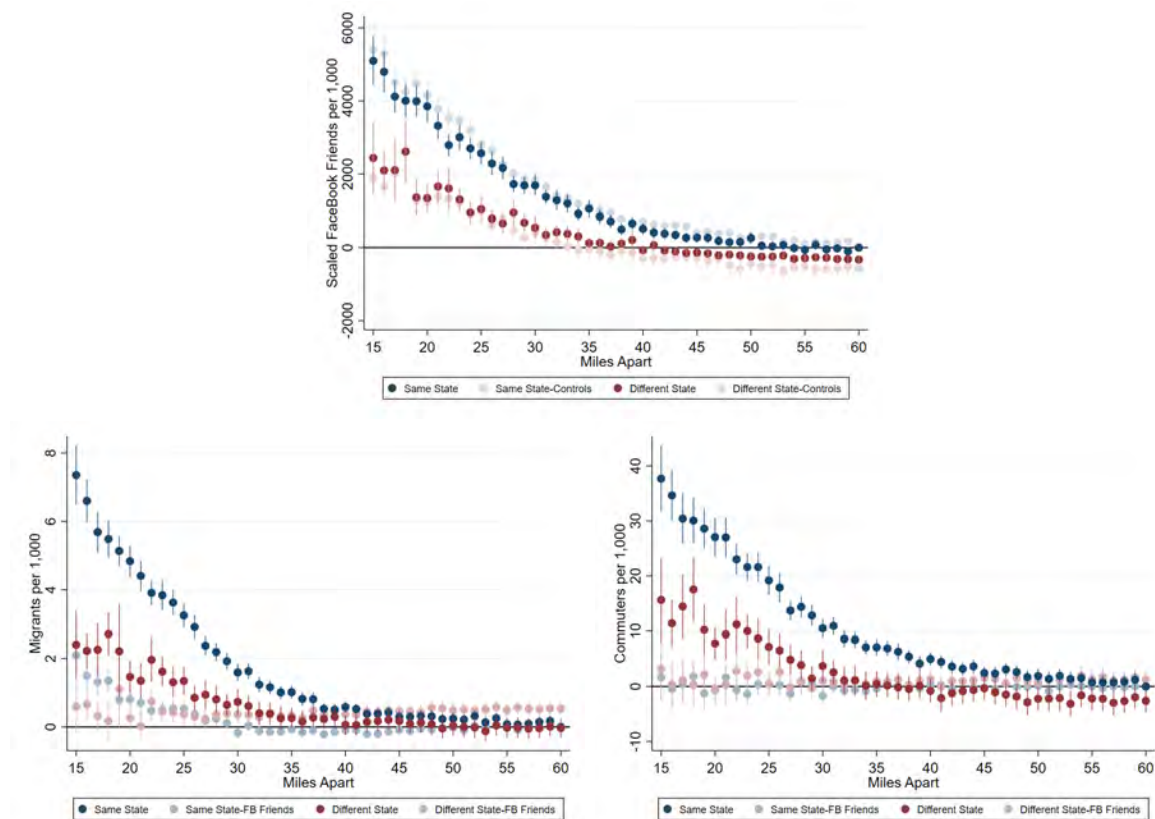 Scaled FaceBook Friends per 1,000
6000
4000
2000
0
-2000
15 20 25 30 35 40 45 50 55 60
Miles Apart
Same State Same State-Controls Different State Different State-Controls
Migrants per 1,000
8
6
4
2
0
15 20 25 30 35 40 45 50 55 60
Miles Apart
Same State Same State-FB Friends Different State Different State-FB Friends
Commuters per 1,000
40
30
20
10
0
-10
15 20 25 30 35 40 45 50 55 60
Miles Apart
Same State Same State-FB Friends Different State Different State-FB Friends